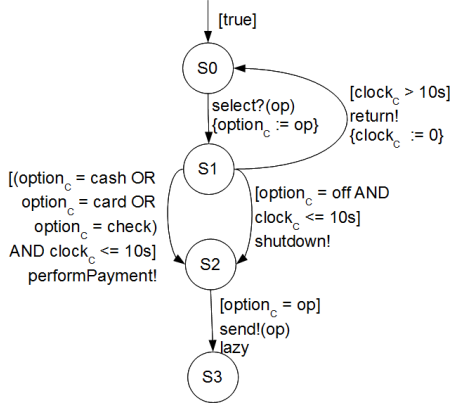 [true]
S0
select?(op)
{option_C := op}
[clock_C > 10s]
return!
{clock_C := 0}
S1
[(option_C = cash OR
option_C = card OR
option_C = check)
AND clock_C <= 10s]
performPayment!
[option_C = off AND
clock_C <= 10s]
shutdown!
S2
[option_C = op]
send!(op)
lazy
S3